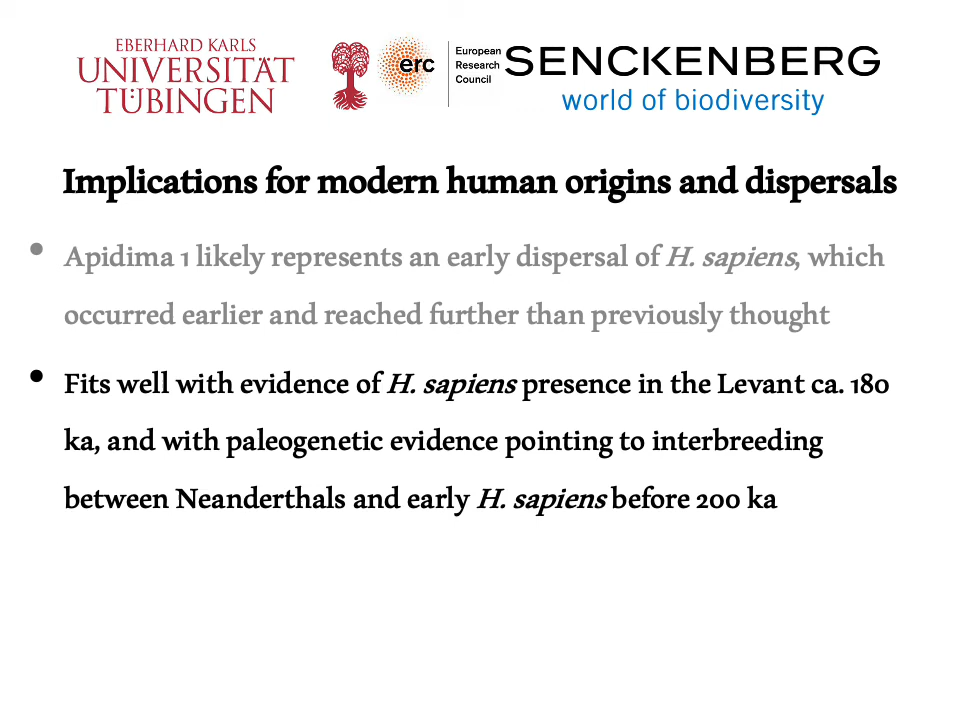 EBERHARD KARLS
UNIVERSITÄT
TÜBINGEN
erc
European
Research
Council
SENCKENBERG
world of biodiversity
Implications for modern human origins and dispersals
• Apidima 1 likely represents an early dispersal of H. sapiens, which
occurred earlier and reached further than previously thought
• Fits well with evidence of H. sapiens presence in the Levant ca. 180
ka, and with paleogenetic evidence pointing to interbreeding
between Neanderthals and early H. sapiens before 200 ka